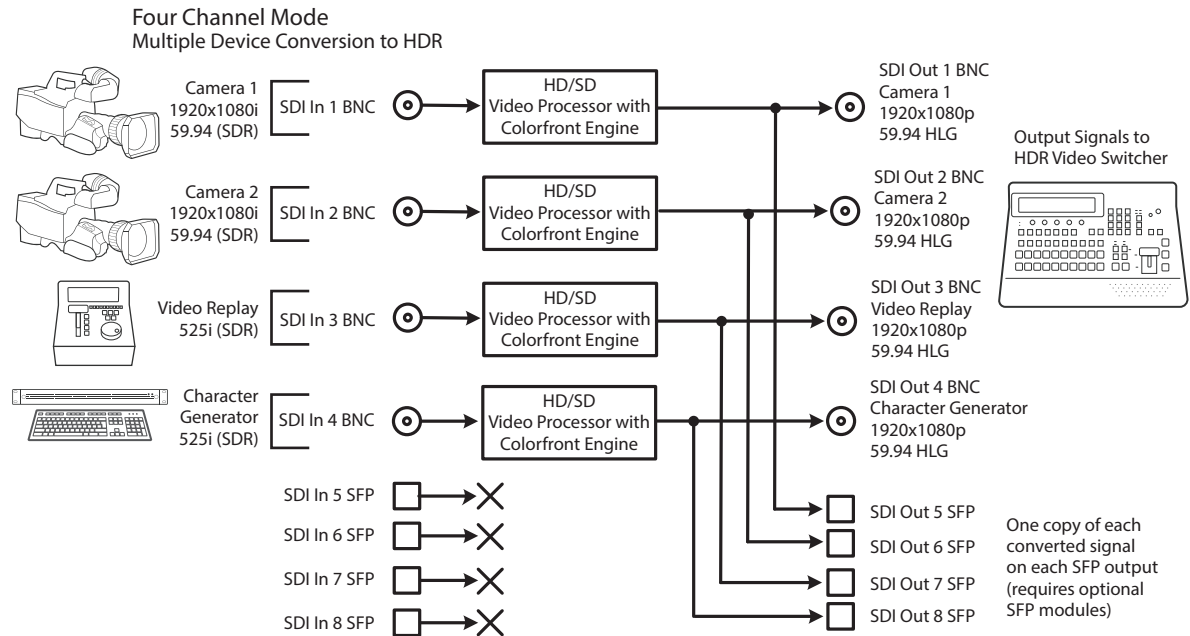 Four Channel Mode
Multiple Device Conversion to HDR
Camera 1
1920x1080i
59.94 (SDR)
SDI In 1 BNC
HD/SD
Video Processor with
Colorfront Engine
SDI Out 1 BNC
Camera 1
1920x1080p
59.94 HLG
Output Signals to
HDR Video Switcher
Camera 2
1920x1080i
59.94 (SDR)
SDI In 2 BNC
HD/SD
Video Processor with
Colorfront Engine
SDI Out 2 BNC
Camera 2
1920x1080p
59.94 HLG
Video Replay
525i (SDR)
SDI In 3 BNC
HD/SD
Video Processor with
Colorfront Engine
SDI Out 3 BNC
Video Replay
1920x1080p
59.94 HLG
Character
Generator
525i (SDR)
SDI In 4 BNC
HD/SD
Video Processor with
Colorfront Engine
SDI Out 4 BNC
Character Generator
1920x1080p
59.94 HLG
SDI In 5 SFP
SDI In 6 SFP
SDI In 7 SFP
SDI In 8 SFP
SDI Out 5 SFP
SDI Out 6 SFP
SDI Out 7 SFP
SDI Out 8 SFP
One copy of each
converted signal
on each SFP output
(requires optional
SFP modules)